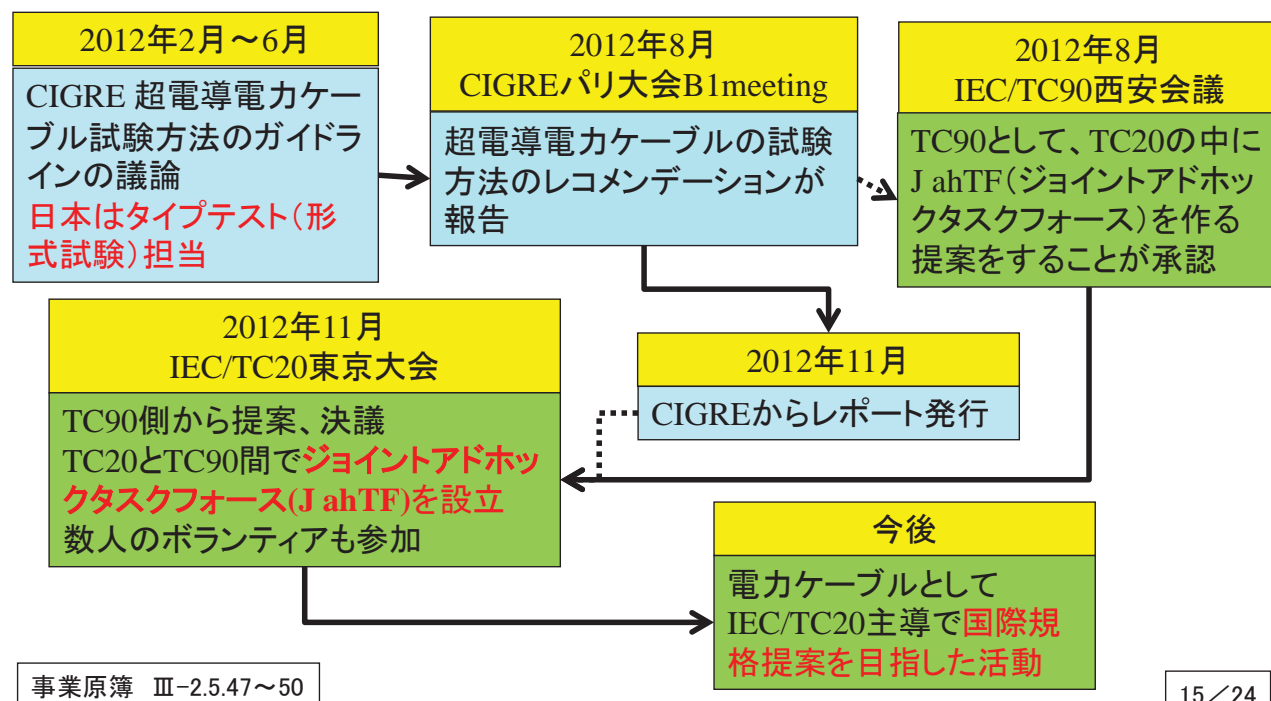 2012年2月～6月
CIGRE 超電導電力ケー
ブル試験方法のガイドラ
インの議論
日本はタイプテスト（形
式試験）担当
2012年8月
CIGREパリ大会B1meeting
超電導電力ケーブルの試験
方法のレコメンデーションが
報告
2012年8月
IEC/TC90西安会議
TC90として、TC20の中に
J ahTF（ジョイントアドホッ
クタスクフォース）を作る
提案をすることが承認
2012年11月
IEC/TC20東京大会
TC90側から提案、決議
TC20とTC90間でジョイントアドホッ
クタスクフォース(J ahTF)を設立
数人のボランティアも参加
2012年11月
CIGREからレポート発行
今後
電力ケーブルとして
IEC/TC20主導で国際規
格提案を目指した活動
事業原簿 Ⅲ-2.5.47～50
15／24